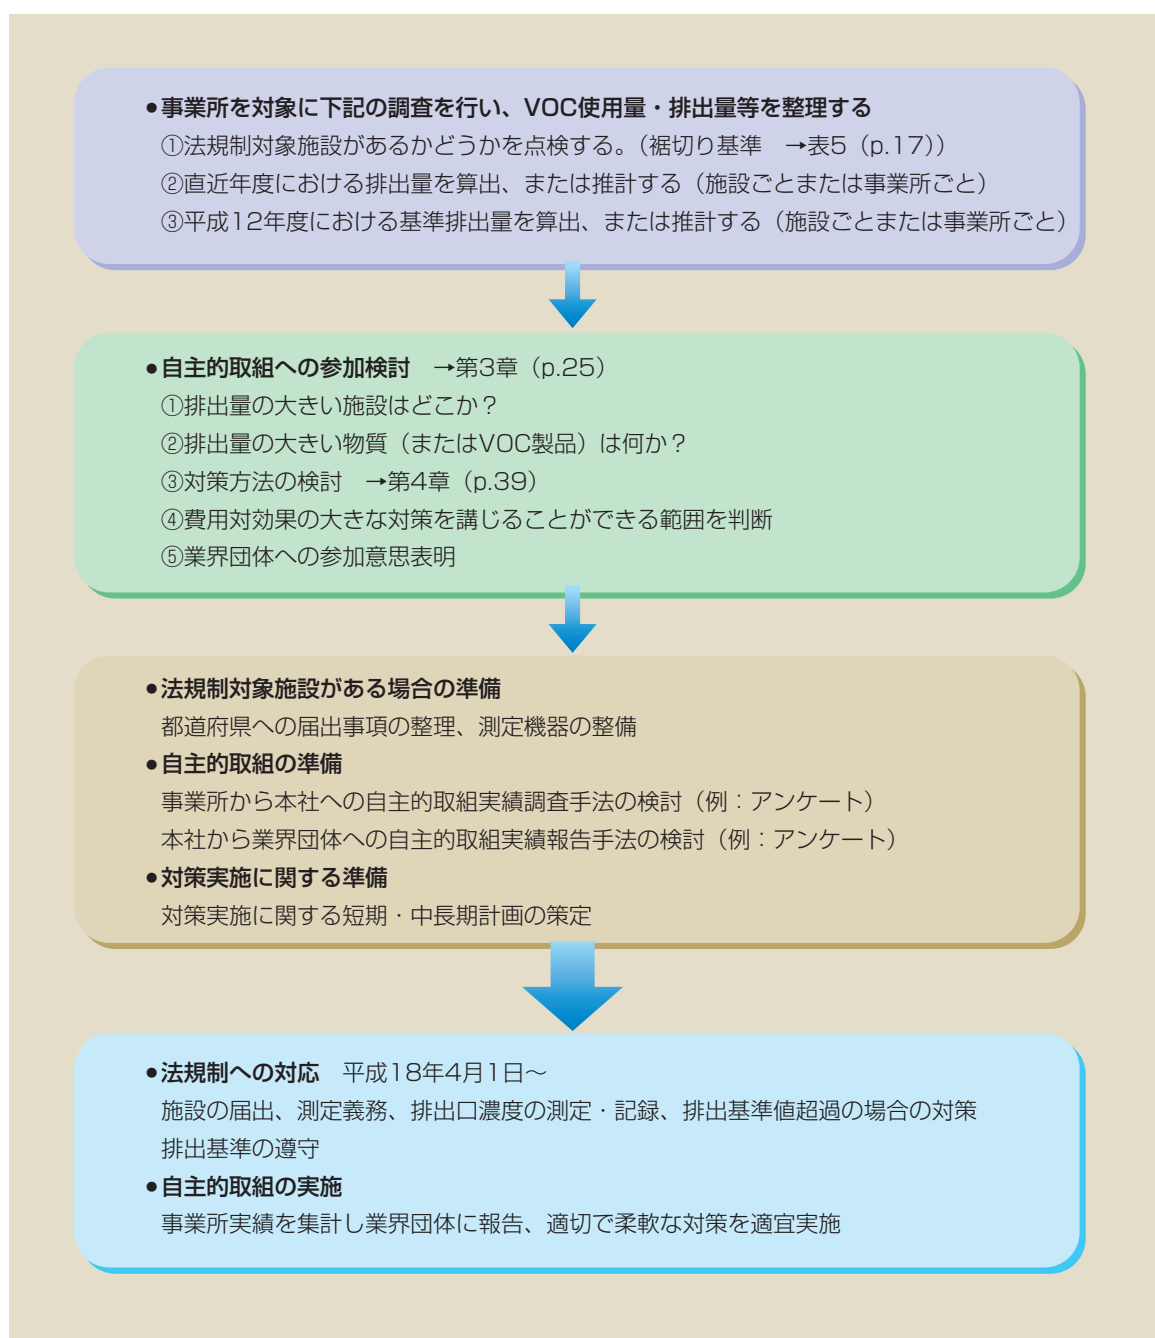 ●事業所を対象に下記の調査を行い、VOC使用量・排出量等を整理する
①法規制対象施設があるかどうかを点検する。（裾切り基準　→表5（p.17））
②直近年度における排出量を算出、または推計する（施設ごとまたは事業所ごと）
③平成12年度における基準排出量を算出、または推計する（施設ごとまたは事業所ごと）
●自主的取組への参加検討　→第3章（p.25）
①排出量の大きい施設はどこか？
②排出量の大きい物質（またはVOC製品）は何か？
③対策方法の検討　→第4章（p.39）
④費用対効果の大きな対策を講じることができる範囲を判断
⑤業界団体への参加意思表明
●法規制対象施設がある場合の準備
都道府県への届出事項の整理、測定機器の整備
●自主的取組の準備
事業所から本社への自主的取組実績調査手法の検討（例：アンケート）
本社から業界団体への自主的取組実績報告手法の検討（例：アンケート）
●対策実施に関する準備
対策実施に関する短期・中長期計画の策定
●法規制への対応　平成18年4月1日～
施設の届出、測定義務、排出口濃度の測定・記録、排出基準値超過の場合の対策
排出基準の遵守
●自主的取組の実施
事業所実績を集計し業界団体に報告、適切で柔軟な対策を適宜実施